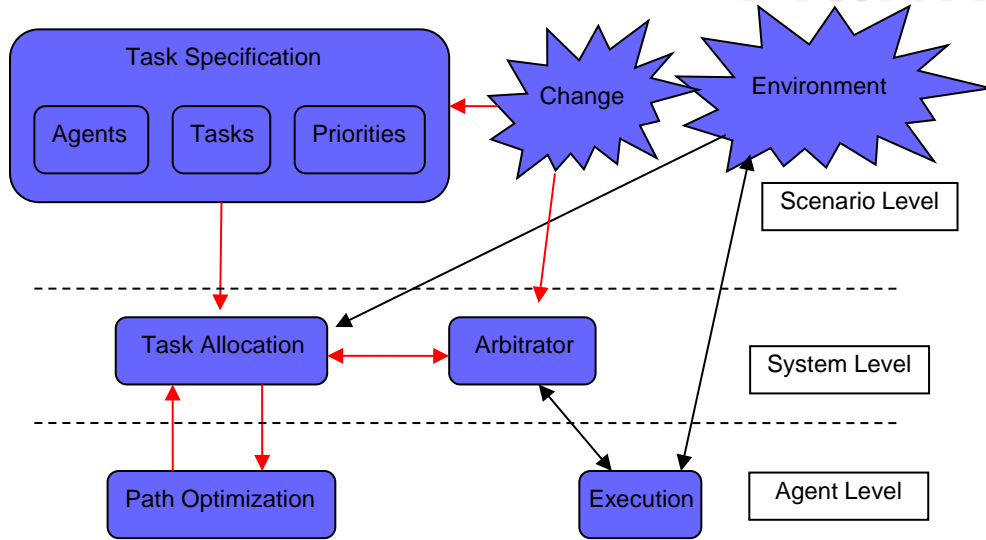 Task Specification
Agents
Tasks
Priorities
Change
Environment
Scenario Level
Task Allocation
Arbitrator
System Level
Path Optimization
Execution
Agent Level